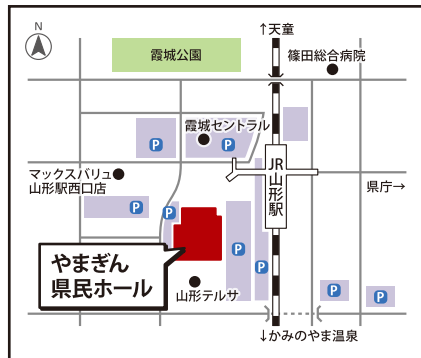 N
↑天童
霞城公園
篠田総合病院
霞城セントラル
P
P
マックスバリュ
山形駅西口店
JR
山形駅
県庁→
P
P
P
P
P
P
やまぎん
県民ホール
山形テルサ
↓かみのやま温泉